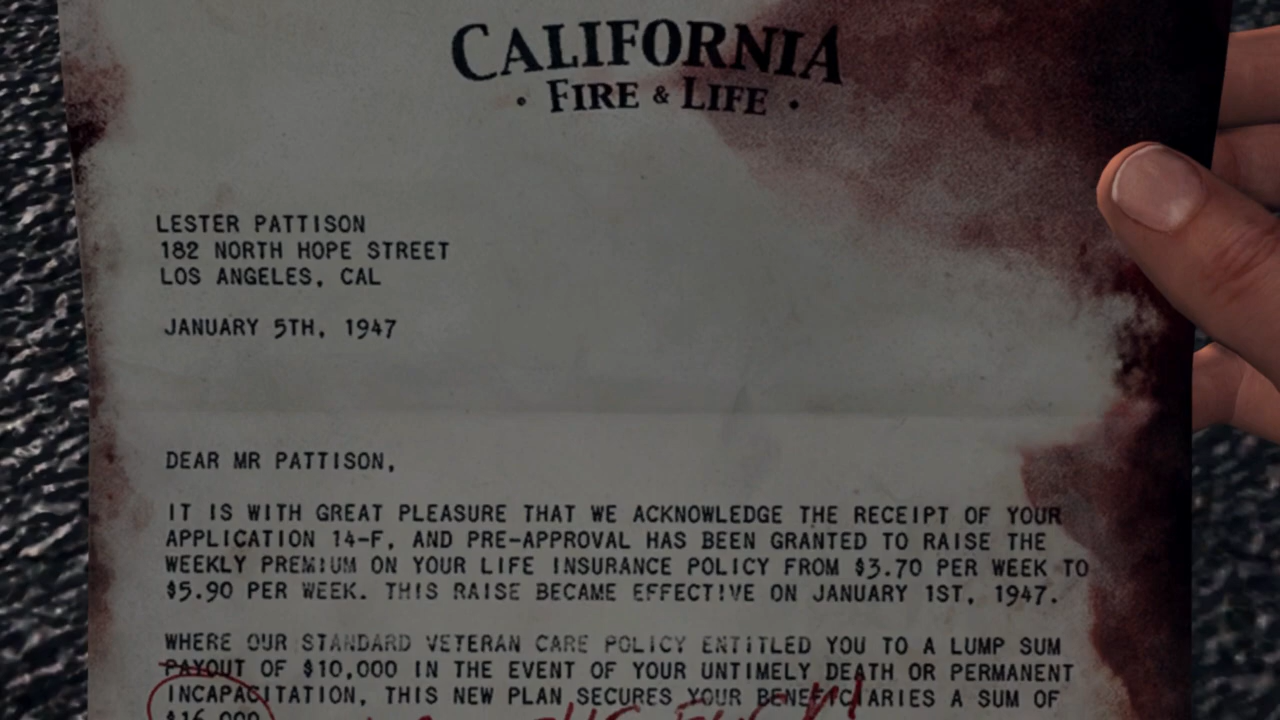 CALIFORNIA
• FIRE & LIFE •
LESTER PATTISON
182 NORTH HOPE STREET
LOS ANGELES, CAL
JANUARY 5TH, 1947
DEAR MR PATTISON,
IT IS WITH GREAT PLEASURE THAT WE ACKNOWLEDGE THE RECEIPT OF YOUR
APPLICATION 14-F, AND PRE-APPROVAL HAS BEEN GRANTED TO RAISE THE
WEEKLY PREMIUM ON YOUR LIFE INSURANCE POLICY FROM $3.70 PER WEEK TO
$5.90 PER WEEK. THIS RAISE BECAME EFFECTIVE ON JANUARY 1ST, 1947.
WHERE OUR STANDARD VETERAN CARE POLICY ENTITLED YOU TO A LUMP SUM
PAYOUT OF $10,000 IN THE EVENT OF YOUR UNTIMELY DEATH OR PERMANENT
INCAPACITATION, THIS NEW PLAN SECURES YOUR BENEFICIARIES A SUM OF
$16,000